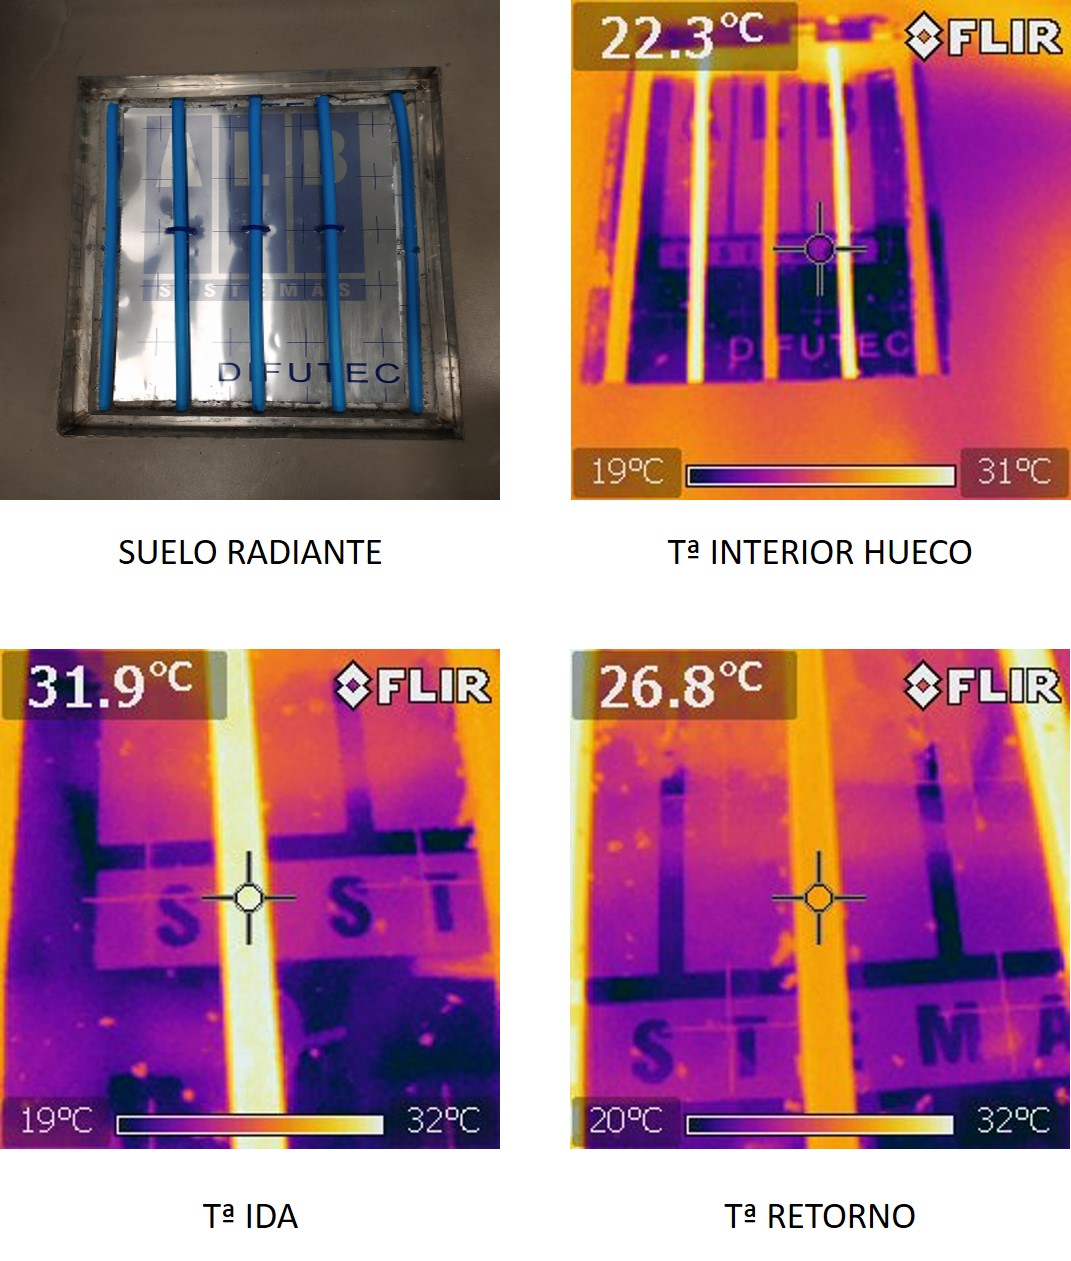 ALB
SISTEMAS
DIFUTEC
22.3°C
FLIR
DIFUTEC
19°C
31°C
SUELO RADIANTE
Tª INTERIOR HUECO
31.9°C
FLIR
S S T
19°C
32°C
26.8°C
FLIR
S T E M A
20°C
32°C
Tª IDA
Tª RETORNO